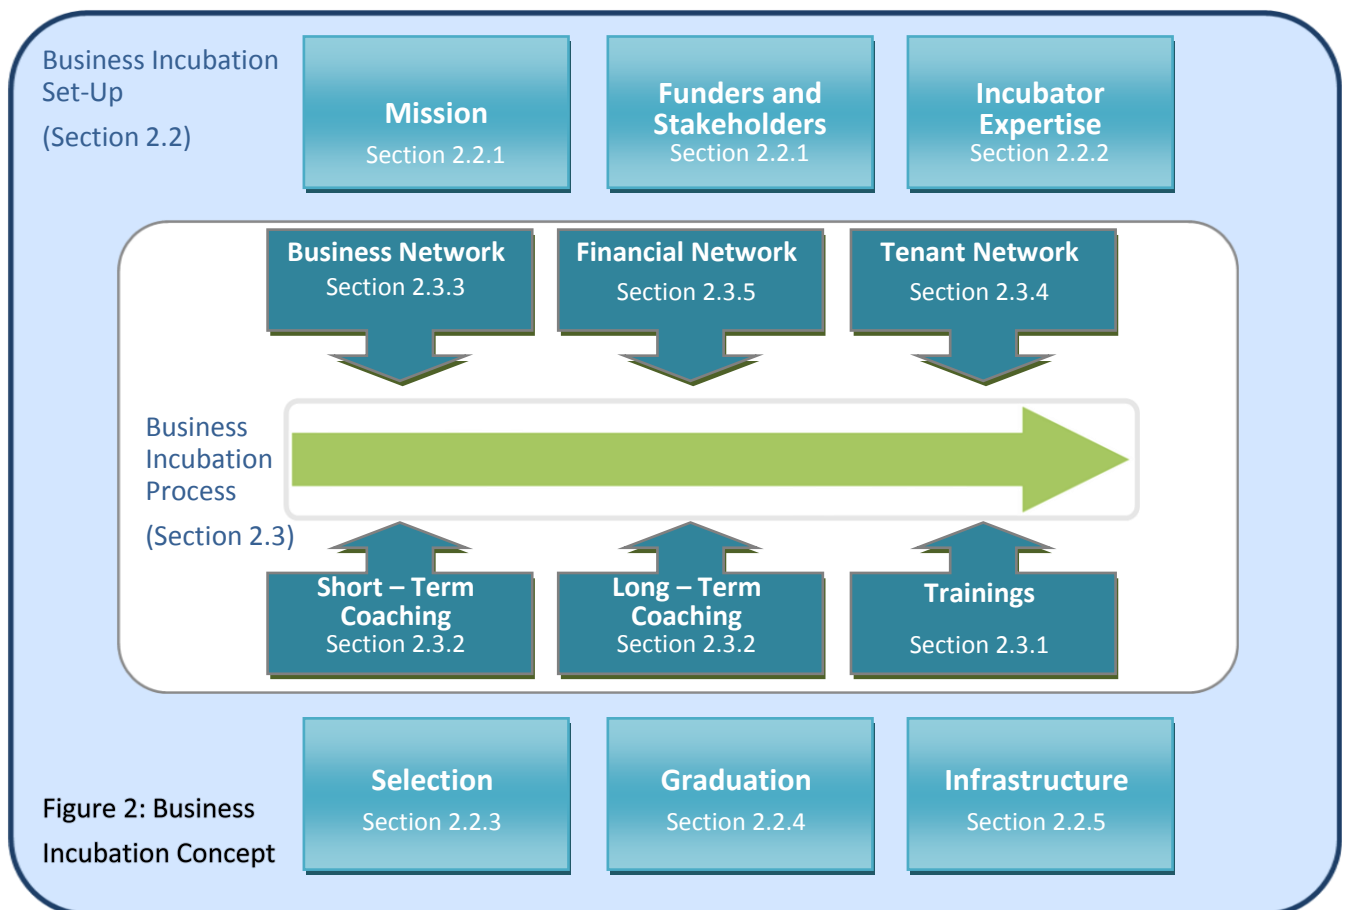 Business Incubation
Set-Up
(Section 2.2)
Mission
Section 2.2.1
Funders and
Stakeholders
Section 2.2.1
Incubator
Expertise
Section 2.2.2
Business Network
Section 2.3.3
Financial Network
Section 2.3.5
Tenant Network
Section 2.3.4
Business
Incubation
Process
(Section 2.3)
Short – Term
Coaching
Section 2.3.2
Long – Term
Coaching
Section 2.3.2
Trainings
Section 2.3.1
Selection
Section 2.2.3
Graduation
Section 2.2.4
Infrastructure
Section 2.2.5
Figure 2: Business
Incubation Concept